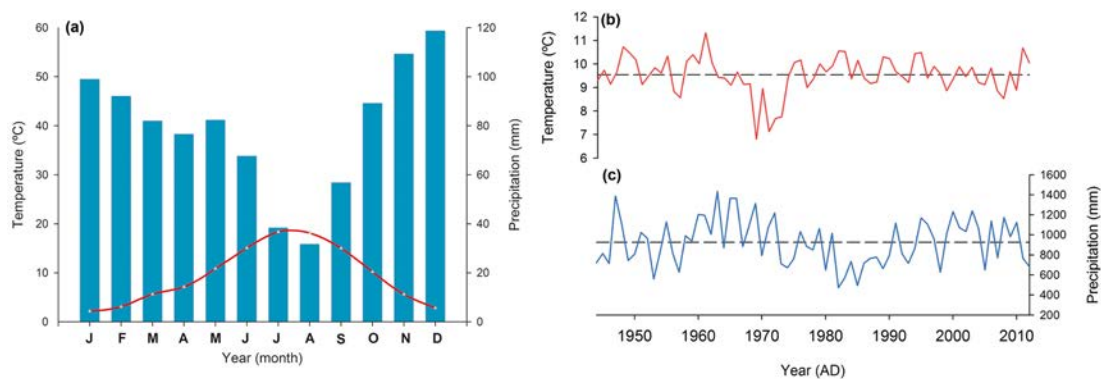 (a)
Temperature (ºC)
60
50
40
30
20
10
0
120
100
80
60
40
20
0
Precipitation (mm)
J F M A M J J A S O N D
Year (month)
(b)
Temperature (ºC)
12
11
10
9
8
7
6
(c)
1600
1400
1200
1000
800
600
400
200
Precipitation (mm)
1950 1960 1970 1980 1990 2000 2010
Year (AD)